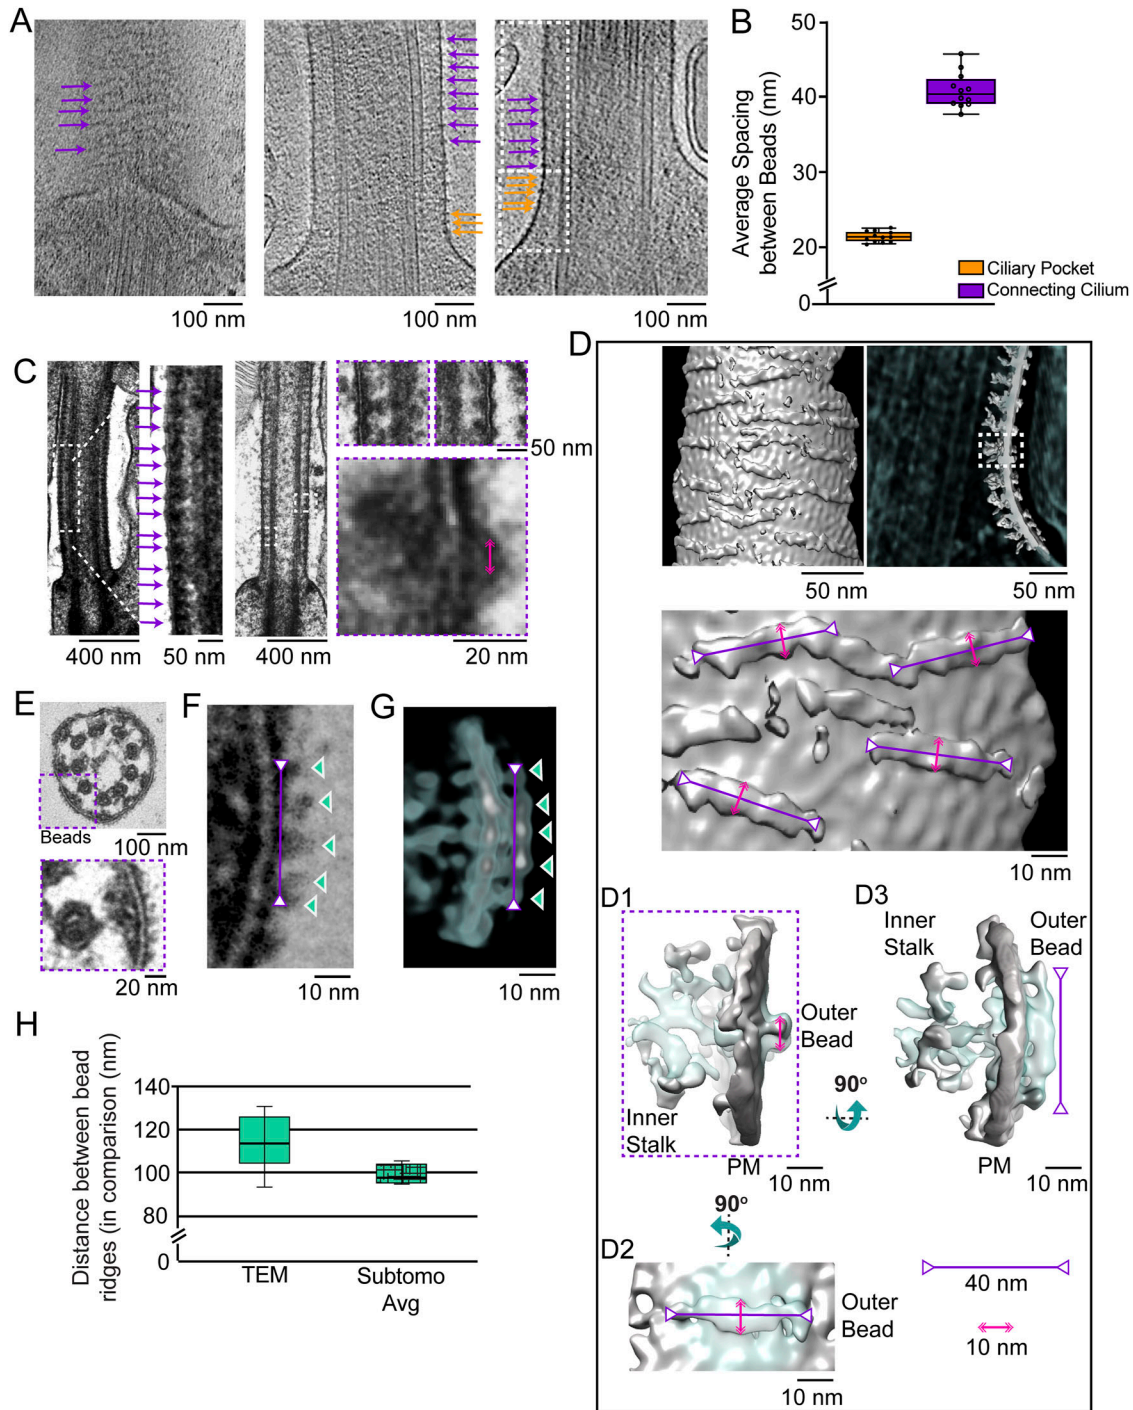 A
100 nm
100 nm
100 nm
B
Average Spacing
between Beads (nm)
50
40
30
20
0
Ciliary Pocket
Connecting Cilium
C
400 nm
50 nm
400 nm
50 nm
20 nm
D
50 nm
50 nm
10 nm
E
Beads
100 nm
20 nm
F
10 nm
G
10 nm
D1
Outer
Bead
Inner
Stalk
PM
10 nm
90º
D3
Inner
Stalk
Outer
Bead
PM
10 nm
90º
D2
Outer
Bead
10 nm
40 nm
10 nm
H
Distance between bead
ridges (in comparison (nm)
140
120
100
80
0
TEM
Subtomo
Avg